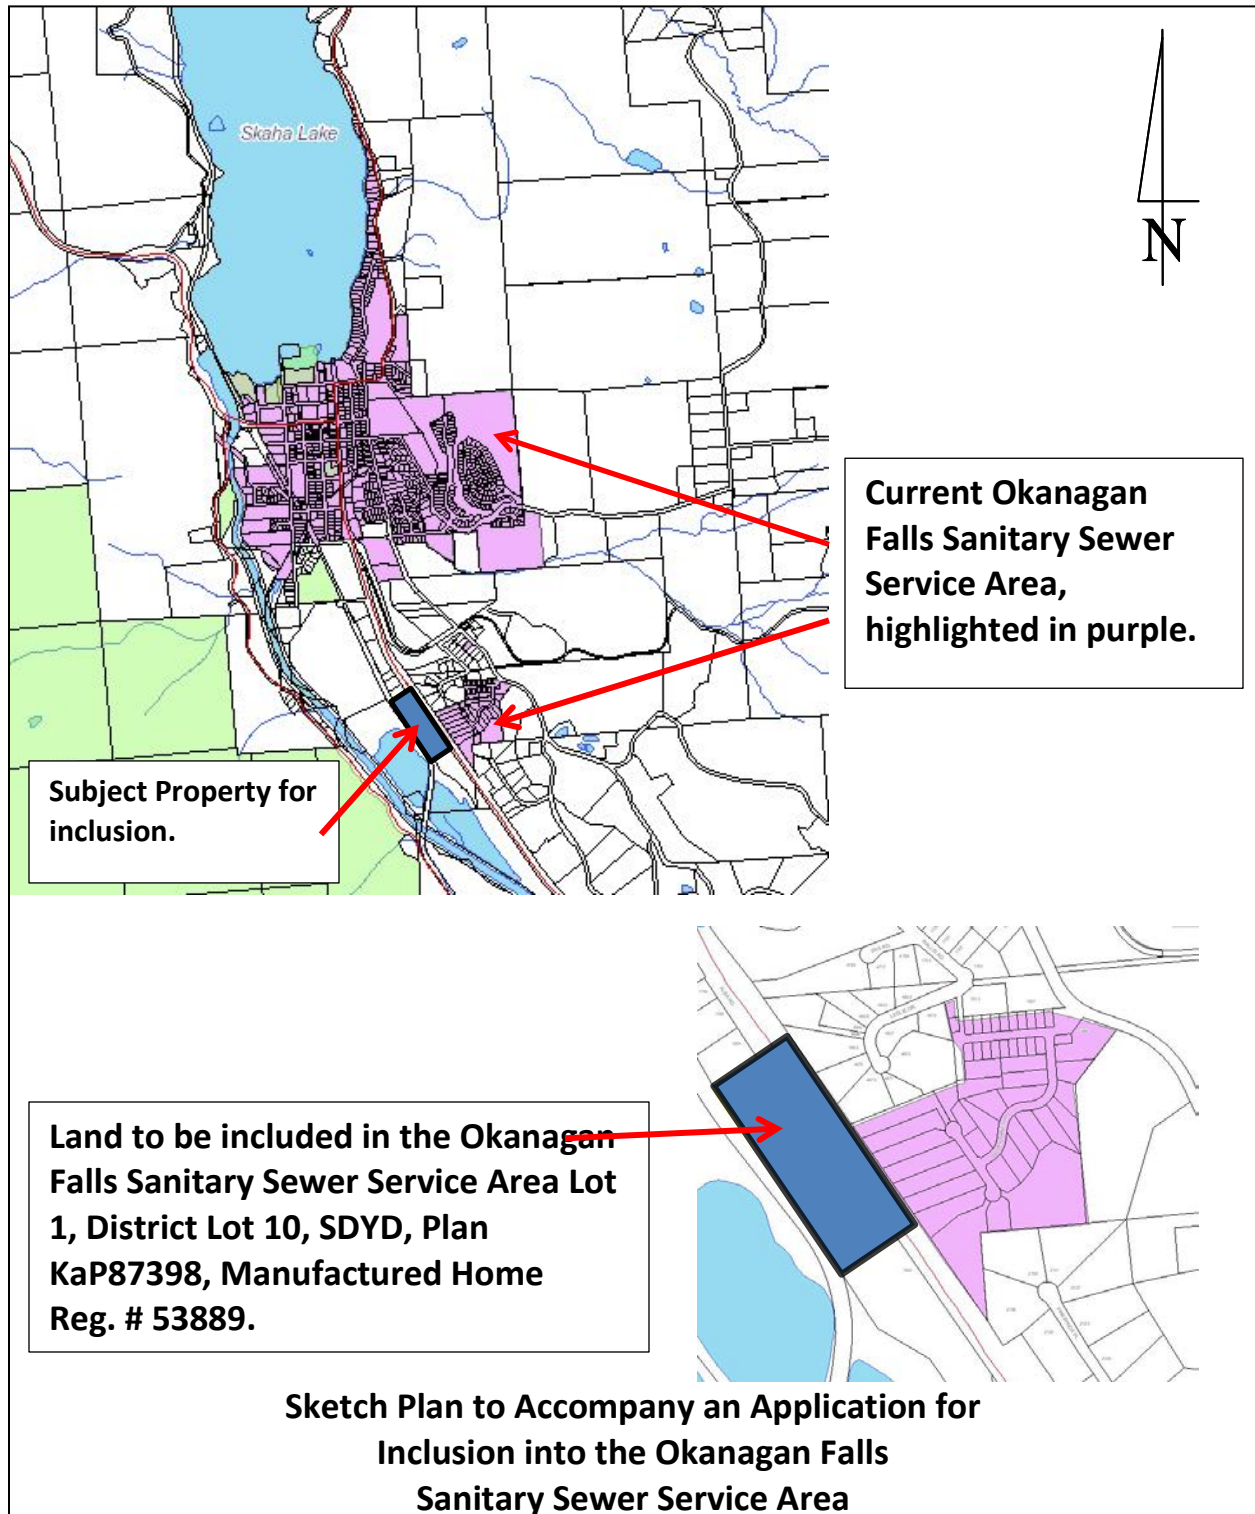 Skaha Lake
N
Current Okanagan
Falls Sanitary Sewer
Service Area,
highlighted in purple.
Subject Property for
inclusion.
Land to be included in the Okanagan
Falls Sanitary Sewer Service Area Lot
1, District Lot 10, SDYD, Plan
KaP87398, Manufactured Home
Reg. # 53889.
Sketch Plan to Accompany an Application for
Inclusion into the Okanagan Falls
Sanitary Sewer Service Area